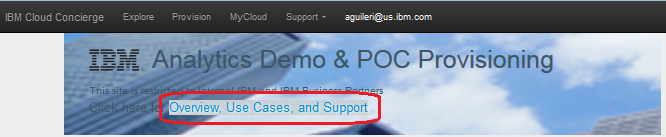 IBM Cloud Concierge Explore Provision MyCloud Support aguileri@us.ibm.com
IBM Analytics Demo & POC Provisioning
This site is restricted to Internal IBM and IBM Business Partners
Click here for Overview, Use Cases, and Support